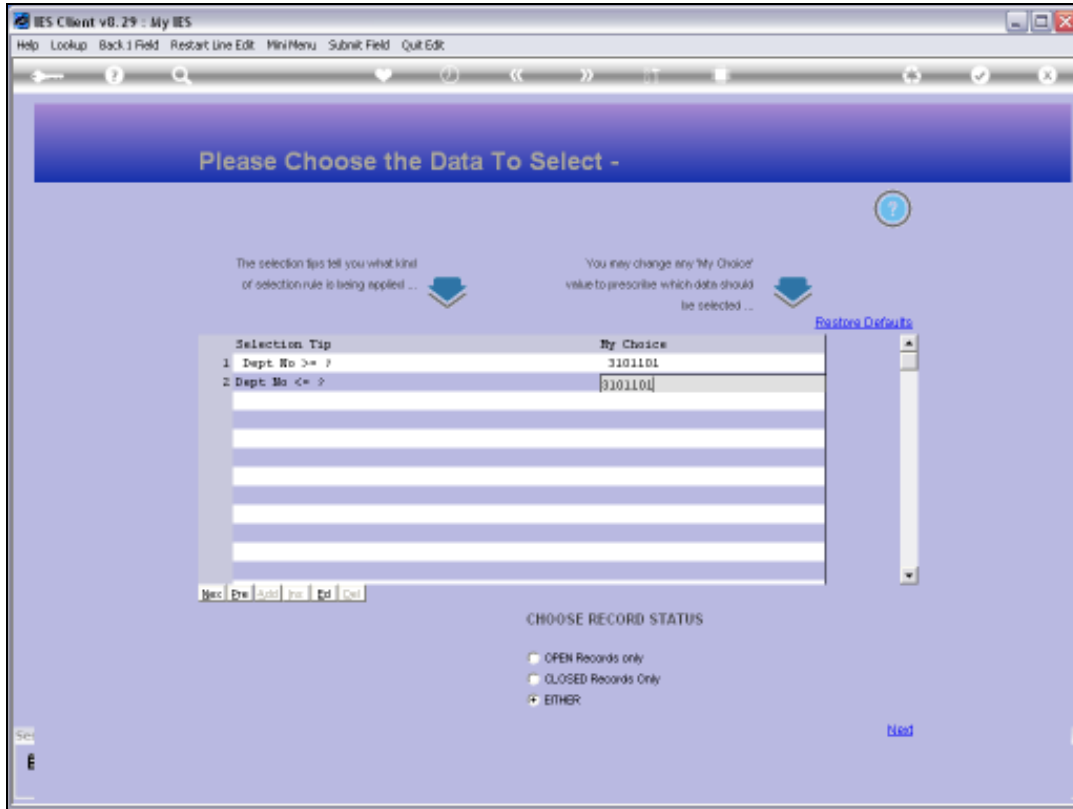 IES Client v8.29 : My IES
Help Lookup Back 1 Field Restart Line Edit MiniMenu Submit Field Quit Edit
Please Choose the Data To Select -
The selection tips tell you what kind
of selection rule is being applied ...
You may change any 'My Choice'
value to prescribe which data should
be selected ...
Restore Defaults
Selection Tip My Choice
1 Dept No >= ? 3101101
2 Dept No <= ? 3101101
Nex Pre Add Ins Ed Del
CHOOSE RECORD STATUS
OPEN Records only
CLOSED Records Only
EITHER
Next
Se